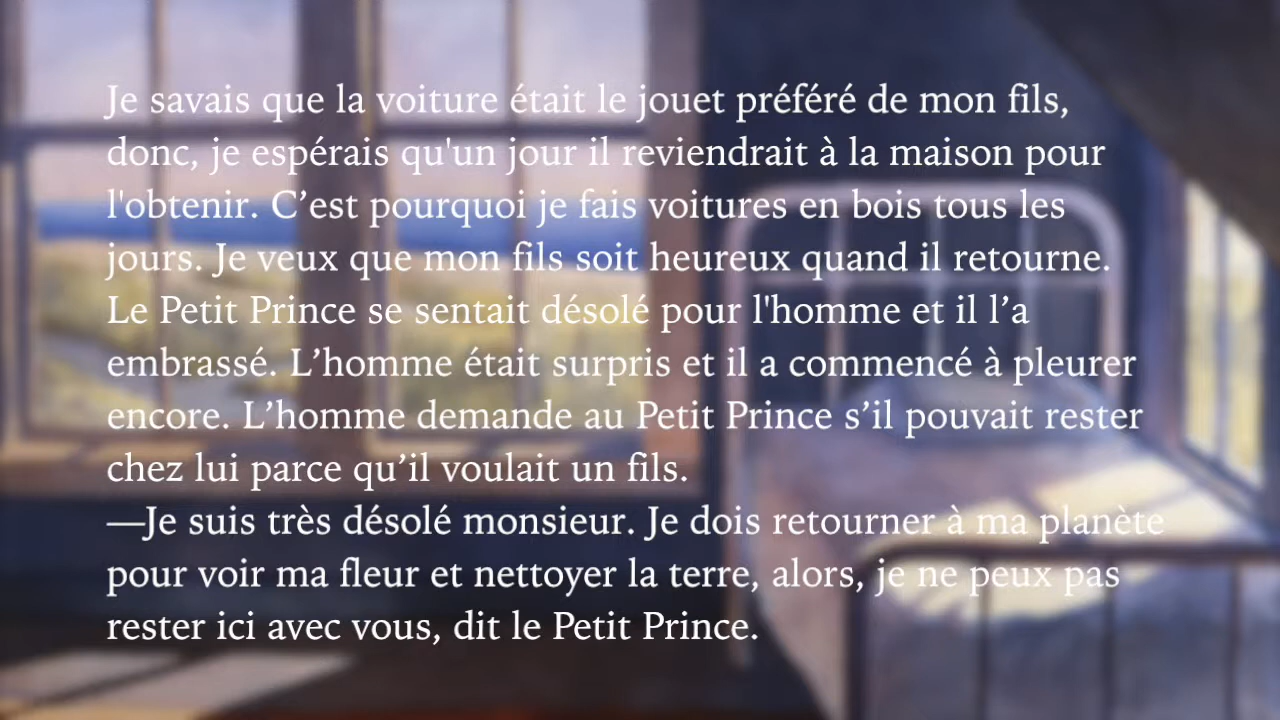 Je savais que la voiture était le jouet préféré de mon fils,
donc, je espérais qu'un jour il reviendrait à la maison pour
l'obtenir. C’est pourquoi je fais voitures en bois tous les
jours. Je veux que mon fils soit heureux quand il retourne.
Le Petit Prince se sentait désolé pour l'homme et il l’a
embrassé. L’homme était surpris et il a commencé à pleurer
encore. L’homme demande au Petit Prince s’il pouvait rester
chez lui parce qu’il voulait un fils.
—Je suis très désolé monsieur. Je dois retourner à ma planète
pour voir ma fleur et nettoyer la terre, alors, je ne peux pas
rester ici avec vous, dit le Petit Prince.